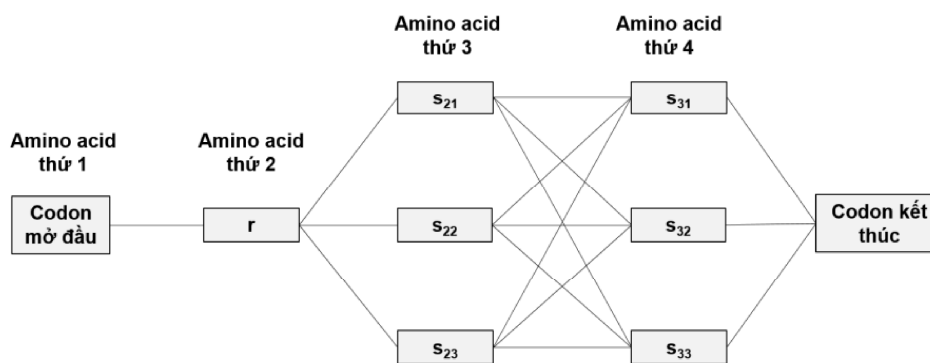 Amino acid
thứ 3
Amino acid
thứ 4
s21
s31
Amino acid
thứ 1
Amino acid
thứ 2
Codon
mở đầu
r
s22
s32
Codon kết
thúc
s23
s33